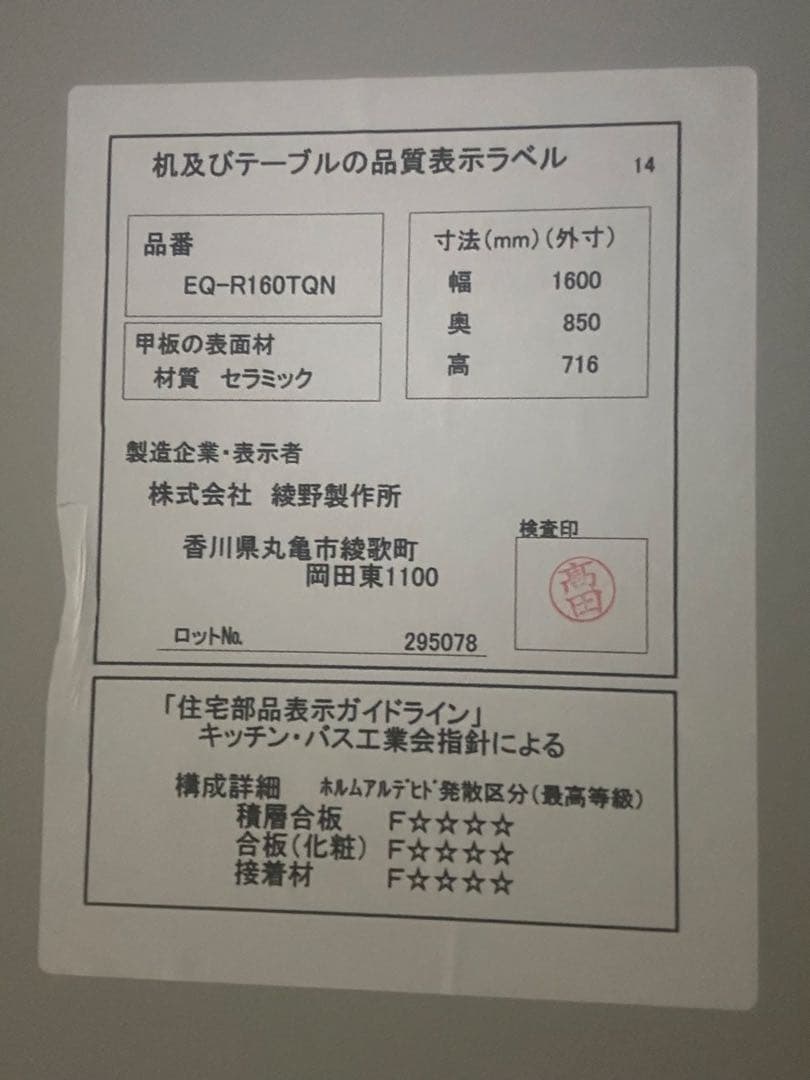 机及びテーブルの品質表示ラベル 14
品番
EQ-R160TQN
甲板の表面材
材質 セラミック
寸法(mm)(外寸)
幅 1600
奥 850
高 716
製造企業・表示者
株式会社 綾野製作所
香川県丸亀市綾歌町
岡田東1100
検査印
高田
ロット№ 295078
「住宅部品表示ガイドライン」
キッチン・バス工業会指針による
構成詳細 ホルムアルデヒド発散区分(最高等級)
積層合板 F☆☆☆☆
合板(化粧) F☆☆☆☆
接着材 F☆☆☆☆